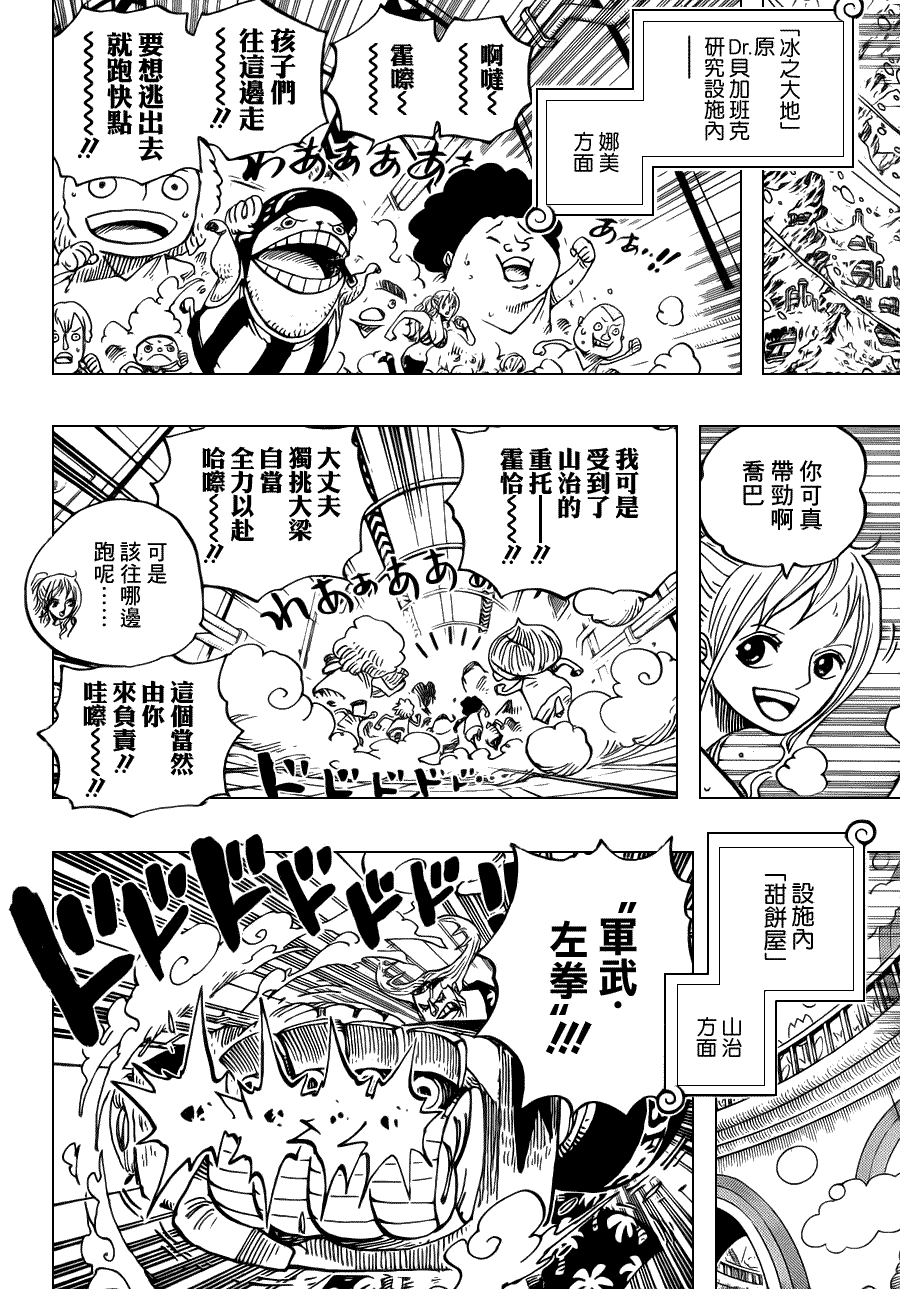 「冰之大地」
原
Dr.貝加班克
研究設施內
——
娜美
方面
啊噠
～～～!!
霍嚓
～～～!!
孩子們
往這邊走
～～～!!
要想逃出去
就跑快點
～～～!!
わあぁあぁあぁ
あぁ…!!
你可真
帶勁啊
喬巴
我可是
受到了
山治的
重托——!!
霍恰～～～!!
大丈夫
獨挑大梁
自當
全力以赴
哈嚓～～～!!
わあぁあああ
可是
該往哪邊
跑呢……
這個當然
由你
來負責!!
哇嚓～～～!!
ドドドドド
設施內
「甜餅屋」
山治
方面
“軍武·
左拳”!!!
ドドドドドド